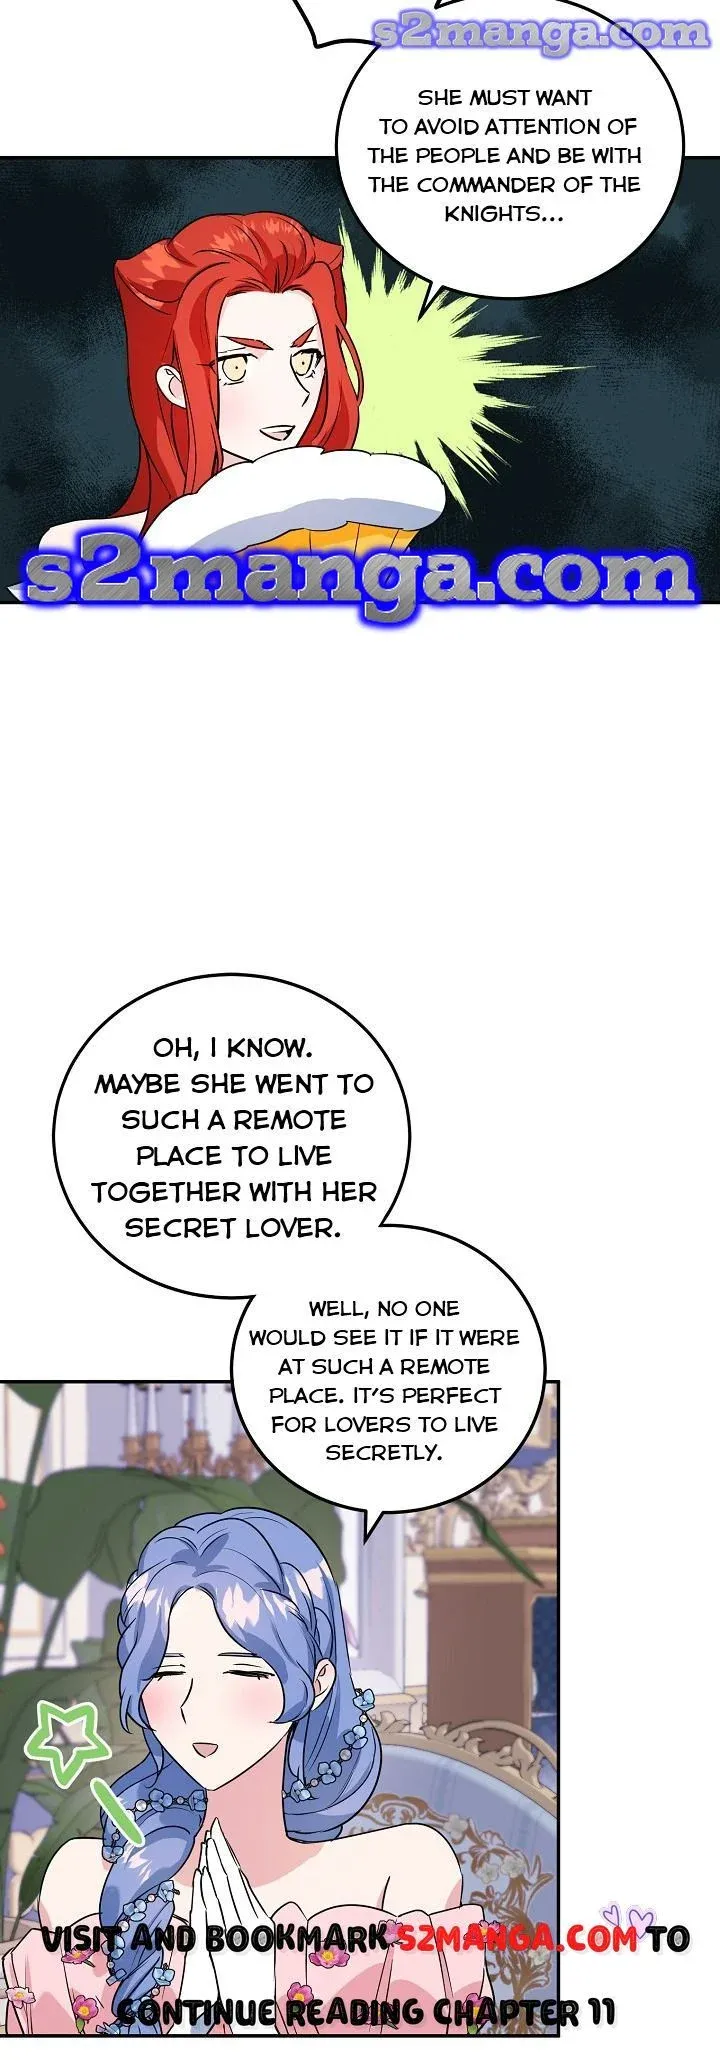 s2manga.com
SHE MUST WANT
TO AVOID ATTENTION OF
THE PEOPLE AND BE WITH
THE COMMANDER OF THE
KNIGHTS...
s2manga.com
OH, I KNOW.
MAYBE SHE WENT TO
SUCH A REMOTE
PLACE TO LIVE
TOGETHER WITH HER
SECRET LOVER.
WELL, NO ONE
WOULD SEE IT IF IT WERE
AT SUCH A REMOTE
PLACE. IT'S PERFECT
FOR LOVERS TO LIVE
SECRETLY.
VISIT AND BOOKMARK S2MANGA.COM TO
CONTINUE READING CHAPTER 11